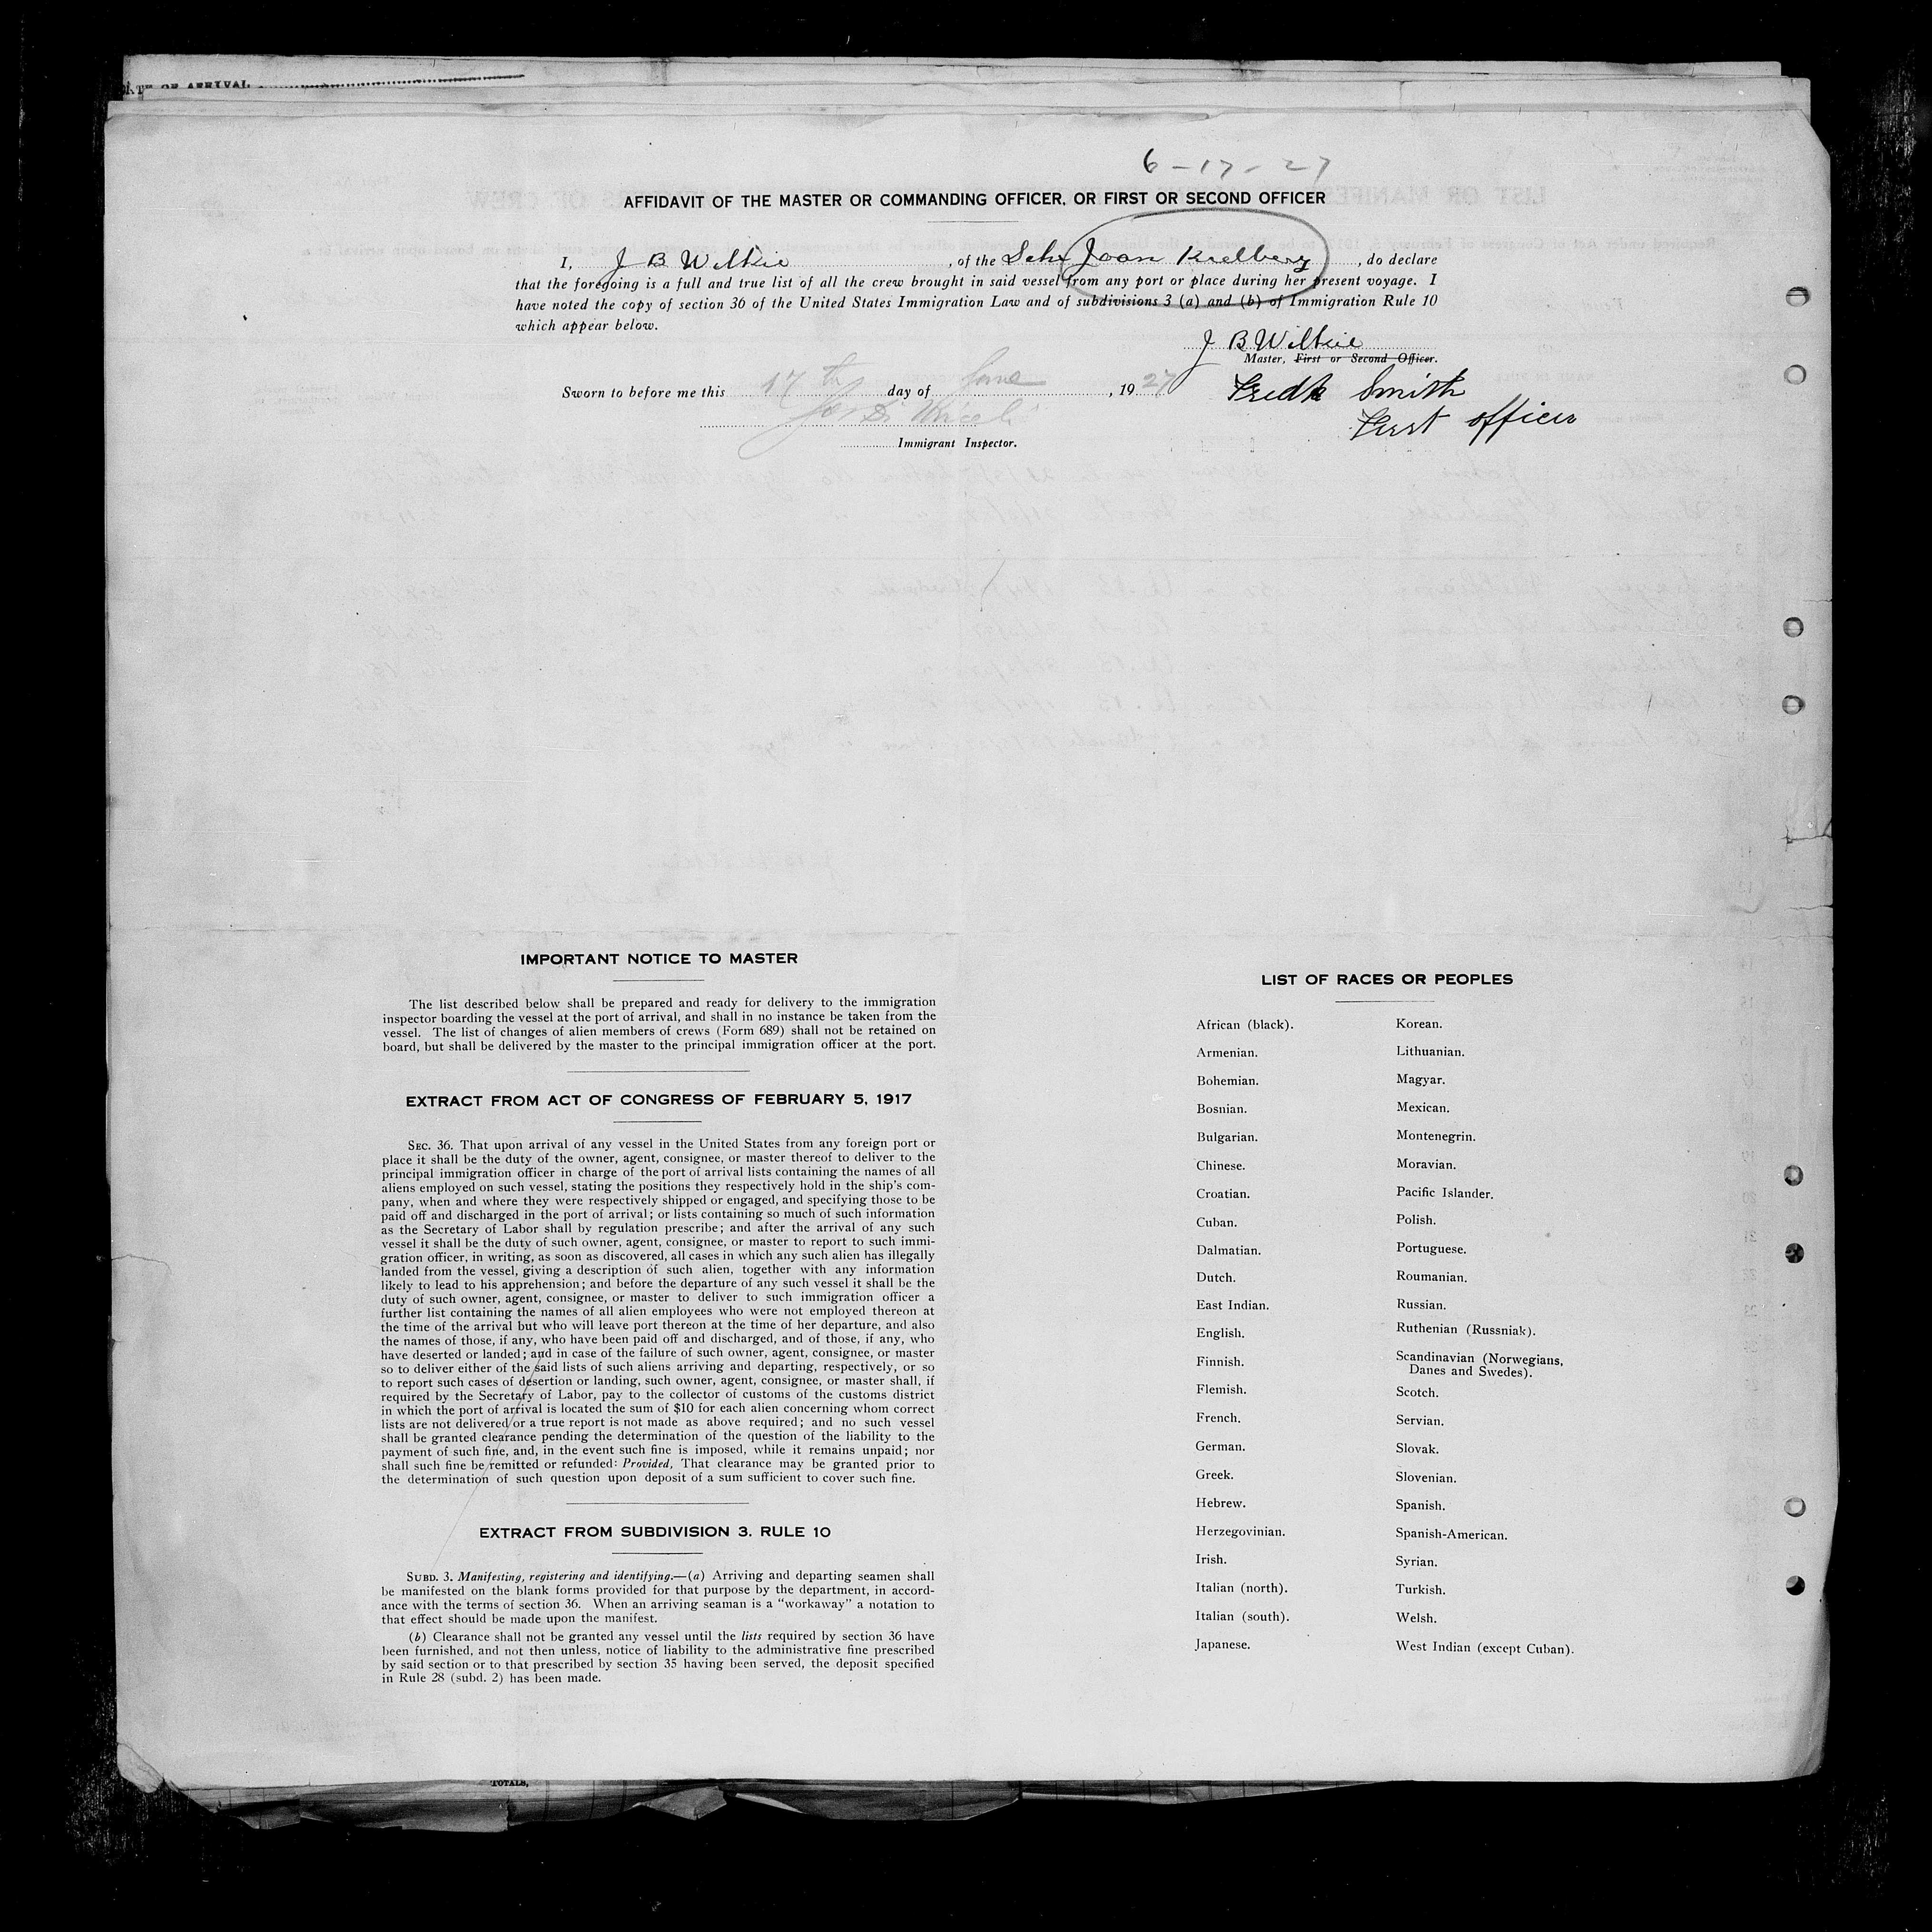 6-17-27
AFFIDAVIT OF THE MASTER OR COMMANDING OFFICER, OR FIRST OR SECOND OFFICER
I, J B Wilkie, of the Schr Joan Kielberg, do declare
that the foregoing is a full and true list of all the crew brought in said vessel from any port or place during her present voyage. I
have noted the copy of section 36 of the United States Immigration Law and of subdivisions 3 (a) and (b) of Immigration Rule 10
which appear below.
J B Wilkie
Master, First or Second Officer.
Sworn to before me this 17th day of June, 1927
Fredk Smith
First officer
Immigrant Inspector.
IMPORTANT NOTICE TO MASTER
The list described below shall be prepared and ready for delivery to the immigration
inspector boarding the vessel at the port of arrival, and shall in no instance be taken from the
vessel. The list of changes of alien members of crews (Form 689) shall not be retained on
board, but shall be delivered by the master to the principal immigration officer at the port.
EXTRACT FROM ACT OF CONGRESS OF FEBRUARY 5, 1917
SEC. 36. That upon arrival of any vessel in the United States from any foreign port or
place it shall be the duty of the owner, agent, consignee, or master thereof to deliver to the
principal immigration officer in charge of the port of arrival lists containing the names of all
aliens employed on such vessel, stating the positions they respectively hold in the ship's com-
pany, when and where they were respectively shipped or engaged, and specifying those to be
paid off and discharged in the port of arrival; or lists containing so much of such information
as the Secretary of Labor shall by regulation prescribe; and after the arrival of any such
vessel it shall be the duty of such owner, agent, consignee, or master to report to such immi-
gration officer, in writing, as soon as discovered, all cases in which any such alien has illegally
landed from the vessel, giving a description of such alien, together with any information
likely to lead to his apprehension; and before the departure of any such vessel it shall be the
duty of such owner, agent, consignee, or master to deliver to such immigration officer a
further list containing the names of all alien employees who were not employed thereon at
the time of the arrival but who will leave port thereon at the time of her departure, and also
the names of those, if any, who have been paid off and discharged, and of those, if any, who
have deserted or landed; and in case of the failure of such owner, agent, consignee, or master
so to deliver either of the said lists of such aliens arriving and departing, respectively, or so
to report such cases of desertion or landing, such owner, agent, consignee, or master shall, if
required by the Secretary of Labor, pay to the collector of customs of the customs district
in which the port of arrival is located the sum of $10 for each alien concerning whom correct
lists are not delivered or a true report is not made as above required; and no such vessel
shall be granted clearance pending the determination of the question of the liability to the
payment of such fine, and, in the event such fine is imposed, while it remains unpaid; nor
shall such fine be remitted or refunded: Provided, That clearance may be granted prior to
the determination of such question upon deposit of a sum sufficient to cover such fine.
EXTRACT FROM SUBDIVISION 3. RULE 10
SUBD. 3. Manifesting, registering and identifying.—(a) Arriving and departing seamen shall
be manifested on the blank forms provided for that purpose by the department, in accord-
ance with the terms of section 36. When an arriving seaman is a "workaway" a notation to
that effect should be made upon the manifest.
(b) Clearance shall not be granted any vessel until the lists required by section 36 have
been furnished, and not then unless, notice of liability to the administrative fine prescribed
by said section or to that prescribed by section 35 having been served, the deposit specified
in Rule 28 (subd. 2) has been made.
LIST OF RACES OR PEOPLES
African (black).
Armenian.
Bohemian.
Bosnian.
Bulgarian.
Chinese.
Croatian.
Cuban.
Dalmatian.
Dutch.
East Indian.
English.
Finnish.
Flemish.
French.
German.
Greek.
Hebrew.
Herzegovinian.
Irish.
Italian (north).
Italian (south).
Japanese.
Korean.
Lithuanian.
Magyar.
Mexican.
Montenegrin.
Moravian.
Pacific Islander.
Polish.
Portuguese.
Roumanian.
Russian.
Ruthenian (Russniak).
Scandinavian (Norwegians,
Danes and Swedes).
Scotch.
Servian.
Slovak.
Slovenian.
Spanish.
Spanish-American.
Syrian.
Turkish.
Welsh.
West Indian (except Cuban).
TOTALS,